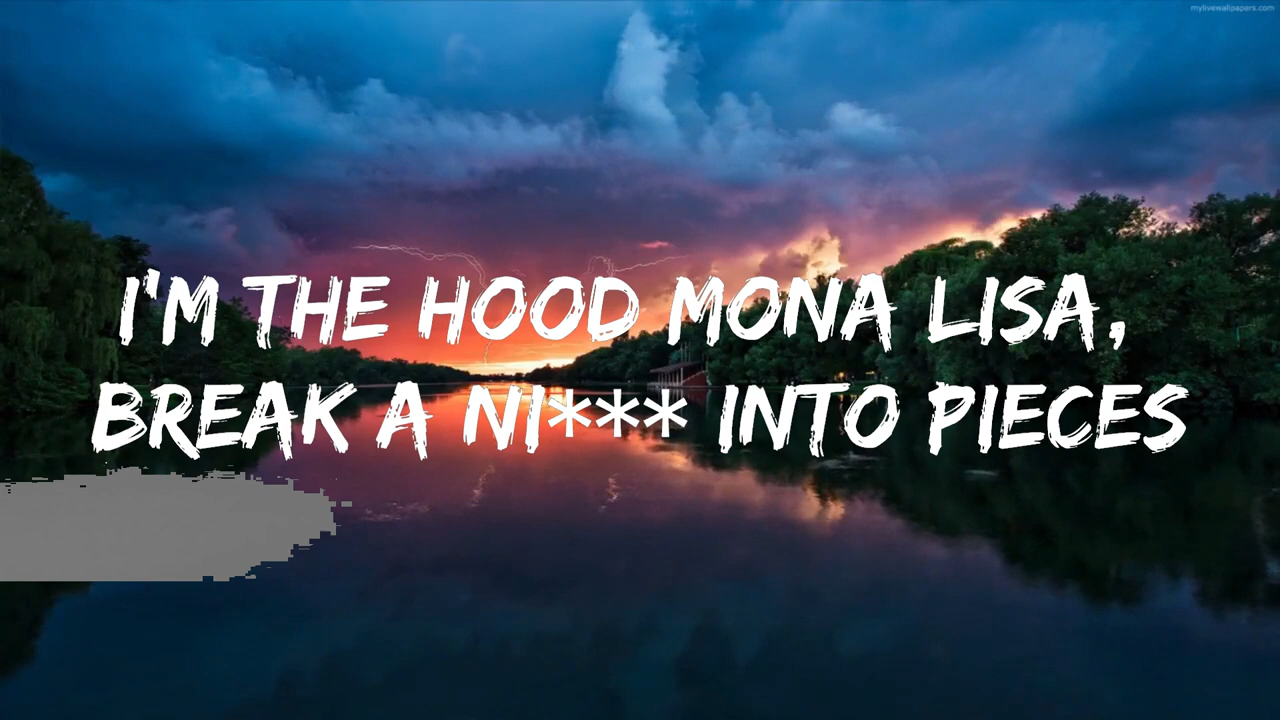 mylivewallpapers.com
I'M THE HOOD MONA LISA,
BREAK A NI*** INTO PIECES